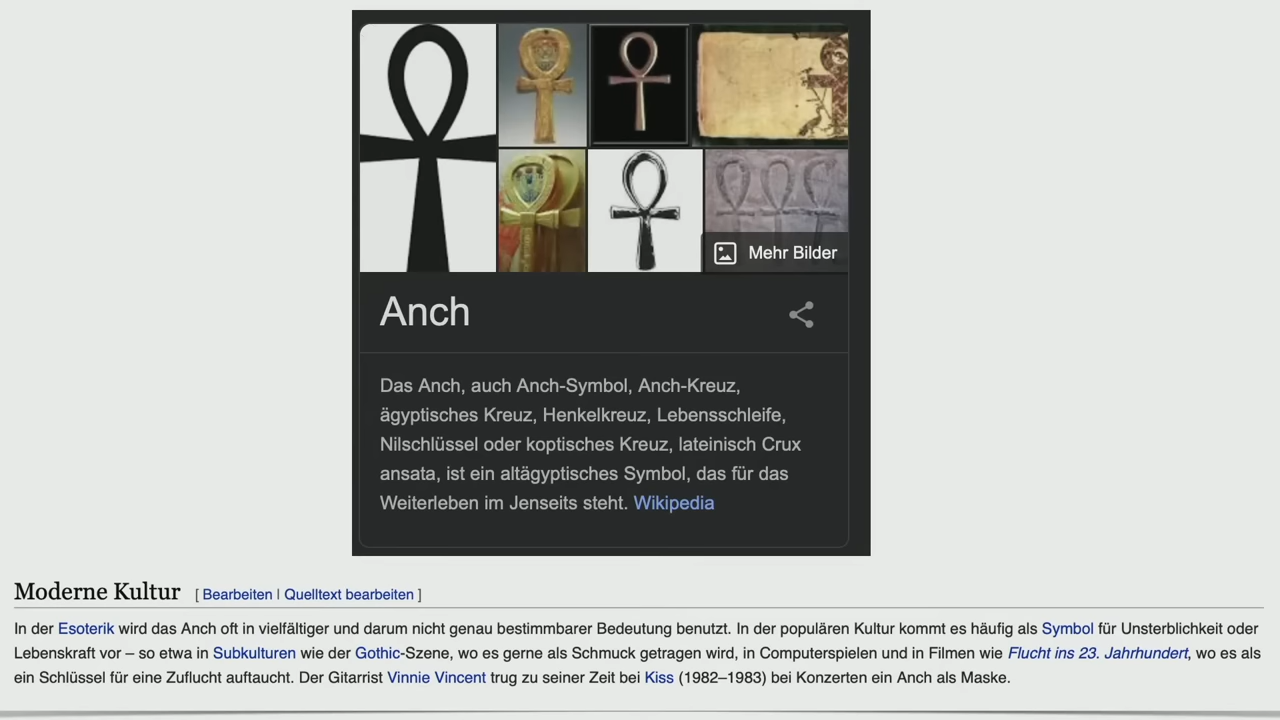 Mehr Bilder
Anch
Das Anch, auch Anch-Symbol, Anch-Kreuz,
ägyptisches Kreuz, Henkelkreuz, Lebensschleife,
Nilschlüssel oder koptisches Kreuz, lateinisch Crux
ansata, ist ein altägyptisches Symbol, das für das
Weiterleben im Jenseits steht. Wikipedia
Moderne Kultur [ Bearbeiten | Quelltext bearbeiten ]
In der Esoterik wird das Anch oft in vielfältiger und darum nicht genau bestimmbarer Bedeutung benutzt. In der populären Kultur kommt es häufig als Symbol für Unsterblichkeit oder
Lebenskraft vor – so etwa in Subkulturen wie der Gothic-Szene, wo es gerne als Schmuck getragen wird, in Computerspielen und in Filmen wie Flucht ins 23. Jahrhundert, wo es als
ein Schlüssel für eine Zuflucht auftaucht. Der Gitarrist Vinnie Vincent trug zu seiner Zeit bei Kiss (1982–1983) bei Konzerten ein Anch als Maske.